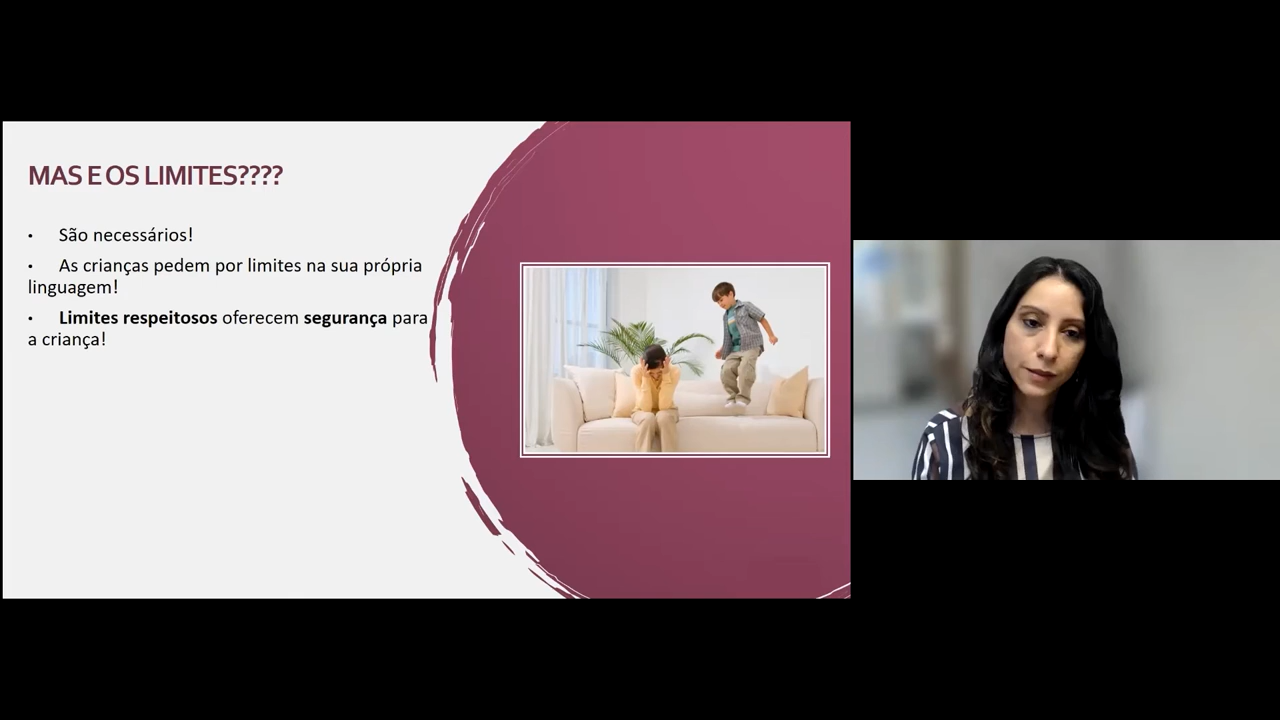 MAS E OS LIMITES????
• São necessários!
• As crianças pedem por limites na sua própria
linguagem!
• Limites respeitosos oferecem segurança para
a criança!